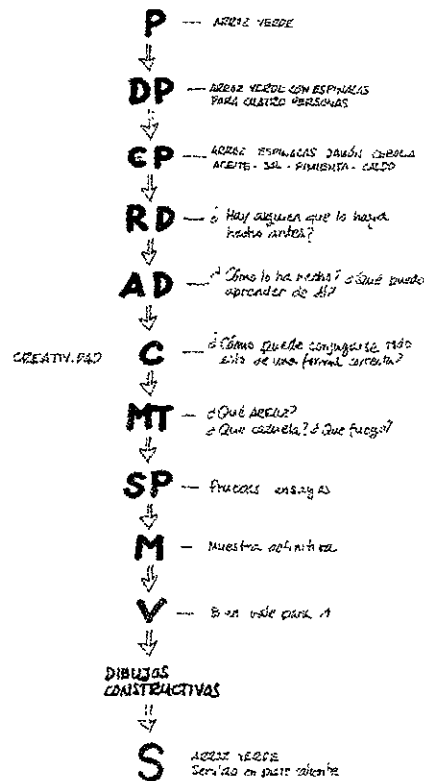 P — ARROZ VERDE
DP — ARROZ VERDE CON ESPINACAS
PARA CUATRO PERSONAS
CP — ARROZ ESPINACAS JAMÓN CEBOLLA
ACEITE - SAL - PIMIENTA - CALDO
RD — ¿Hay alguien que lo haya
hecho antes?
AD — ¿Cómo lo ha hecho? ¿Qué puedo
aprender de él?
CREATIVIDAD C — ¿Cómo puede conjugarse todo
esto de una forma correcta?
MT — ¿Qué ARROZ?
¿Qué cazuela? ¿Qué fuego?
SP — Pruebas ensayos
M — Muestra definitiva
V — Bien vale para
DIBUJOS
CONSTRUCTIVOS
S ARROZ VERDE
Servido en plato caliente